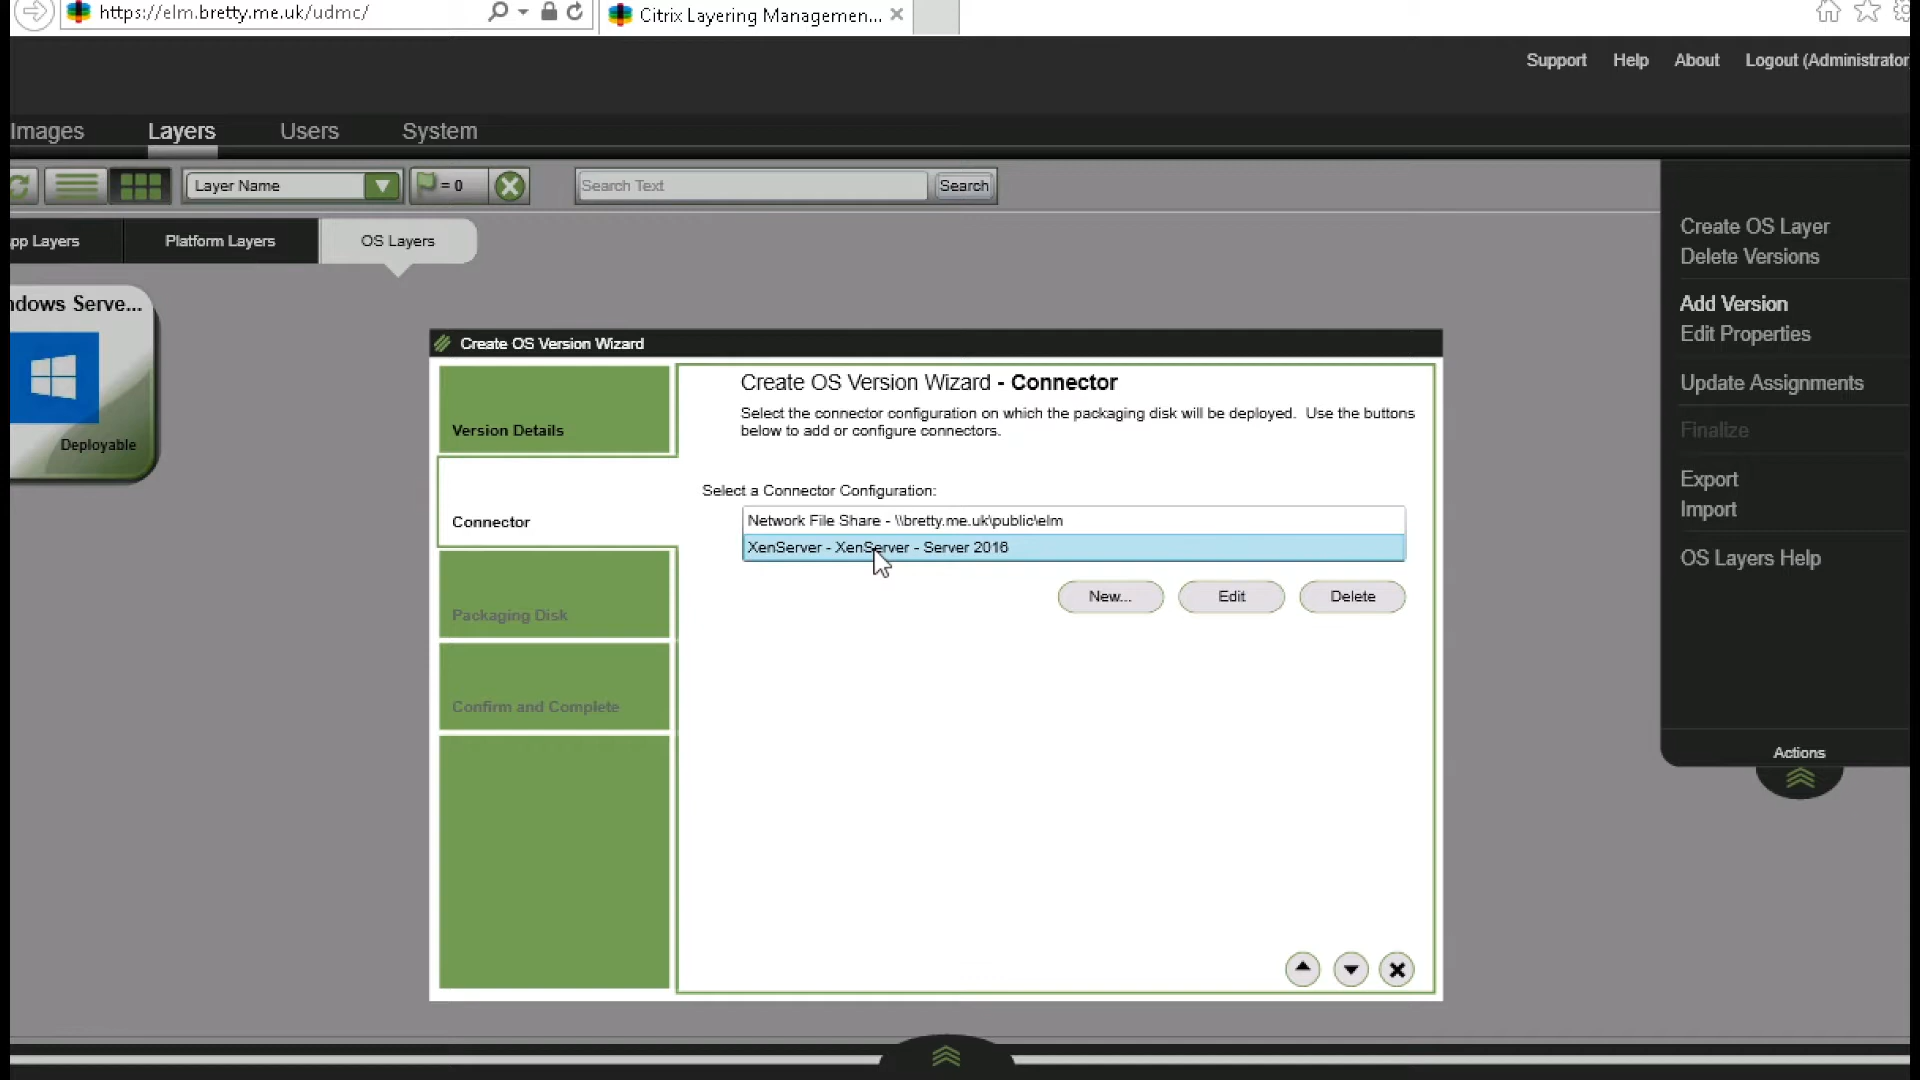 https://elm.bretty.me.uk/udmc/
Citrix Layering Managemen...
Support Help About Logout (Administrator
Images Layers Users System
Layer Name
= 0
Search Text
Search
pp Layers
Platform Layers
OS Layers
ndows Serve...
Deployable
Create OS Version Wizard
Version Details
Connector
Packaging Disk
Confirm and Complete
Create OS Version Wizard - Connector
Select the connector configuration on which the packaging disk will be deployed. Use the buttons
below to add or configure connectors.
Select a Connector Configuration:
Network File Share - \\bretty.me.uk\public\elm
XenServer - XenServer - Server 2016
New...
Edit
Delete
Create OS Layer
Delete Versions
Add Version
Edit Properties
Update Assignments
Finalize
Export
Import
OS Layers Help
Actions